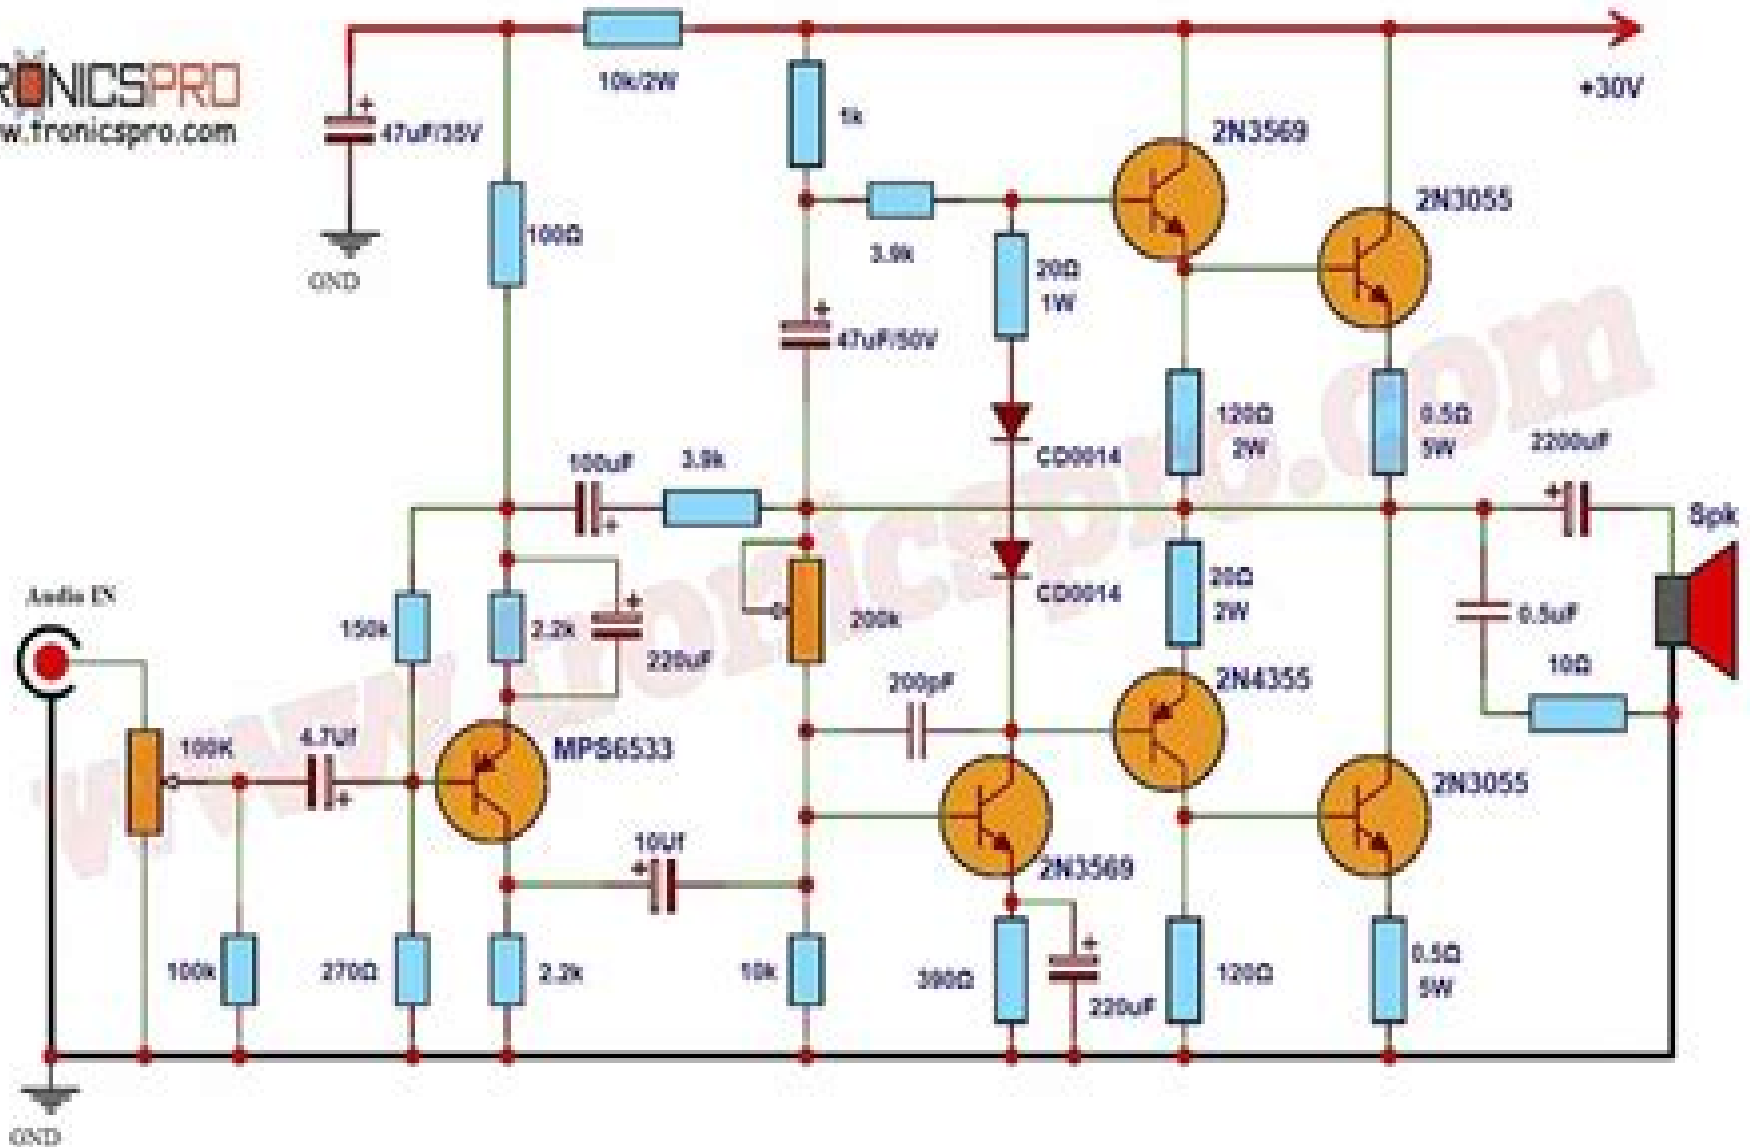 RONICSPRO
w.tronicspro.com
47uF/35V
GND
10k/2W
100Ω
1k
3.9k
47uF/50V
20Ω
1W
2N3569
2N3055
+30V
120Ω
2W
0.5Ω
5W
2200uF
CD0014
100uF
3.9k
Spk
20Ω
2W
CD0014
0.5uF
10Ω
Audio IN
150k
2.2k
220uF
200k
200pF
2N4355
100K
4.7Uf
MPS6533
2N3055
10Uf
2N3569
100k
270Ω
2.2k
10k
390Ω
220uF
120Ω
0.5Ω
5W
GND
www.tronicspro.com